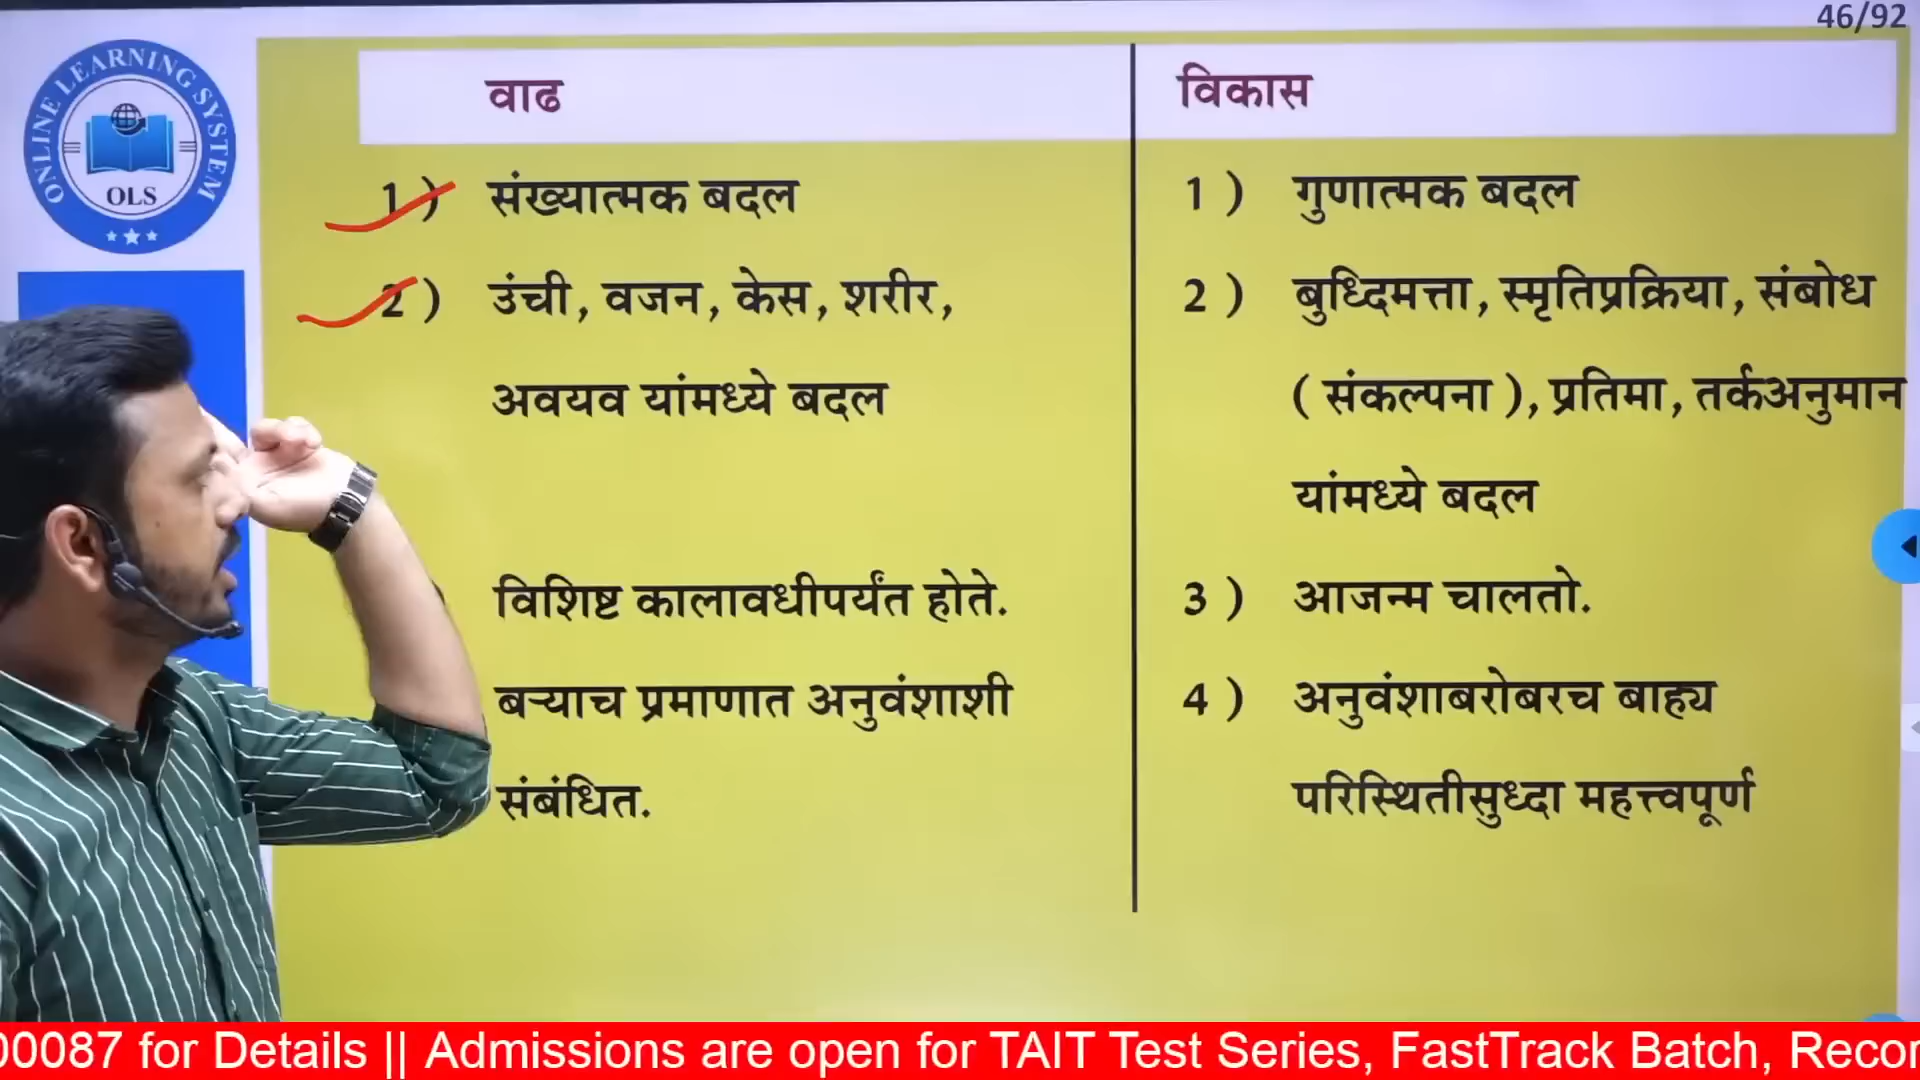 46/92
ONLINE LEARNING SYSTEM
OLS
वाढ
1 ) संख्यात्मक बदल
2 ) उंची, वजन, केस, शरीर,
अवयव यांमध्ये बदल
विशिष्ट कालावधीपर्यंत होते.
बऱ्याच प्रमाणात अनुवंशाशी
संबंधित.
विकास
1 ) गुणात्मक बदल
2 ) बुध्दिमत्ता, स्मृतिप्रक्रिया, संबोध
( संकल्पना ), प्रतिमा, तर्कअनुमान
यांमध्ये बदल
3 ) आजन्म चालतो.
4 ) अनुवंशाबरोबरच बाह्य
परिस्थितीसुध्दा महत्त्वपूर्ण
00087 for Details || Admissions are open for TAIT Test Series, FastTrack Batch, Recor